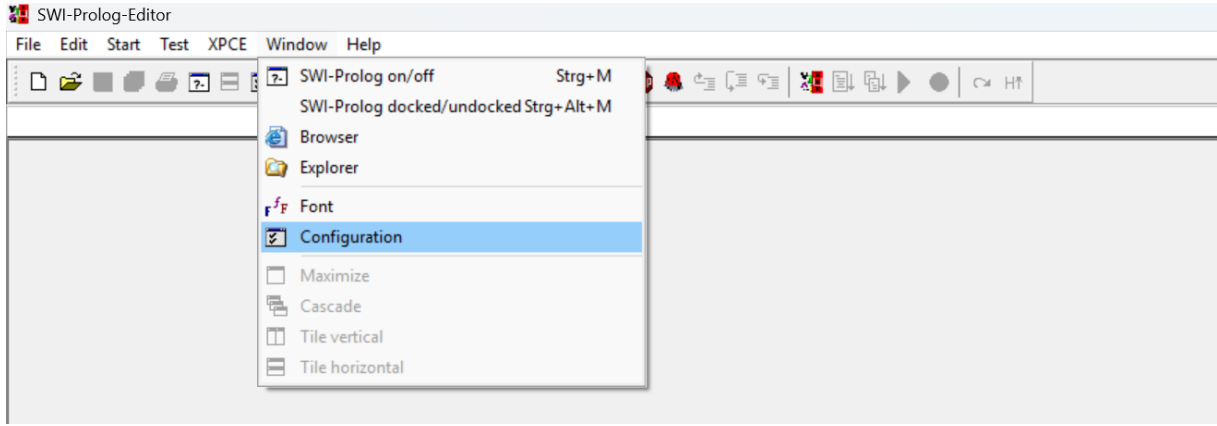 SWI-Prolog-Editor
File Edit Start Test XPCE Window Help
SWI-Prolog on/off Strg+M
SWI-Prolog docked/undocked Strg+Alt+M
Browser
Explorer
Font
Configuration
Maximize
Cascade
Tile vertical
Tile horizontal